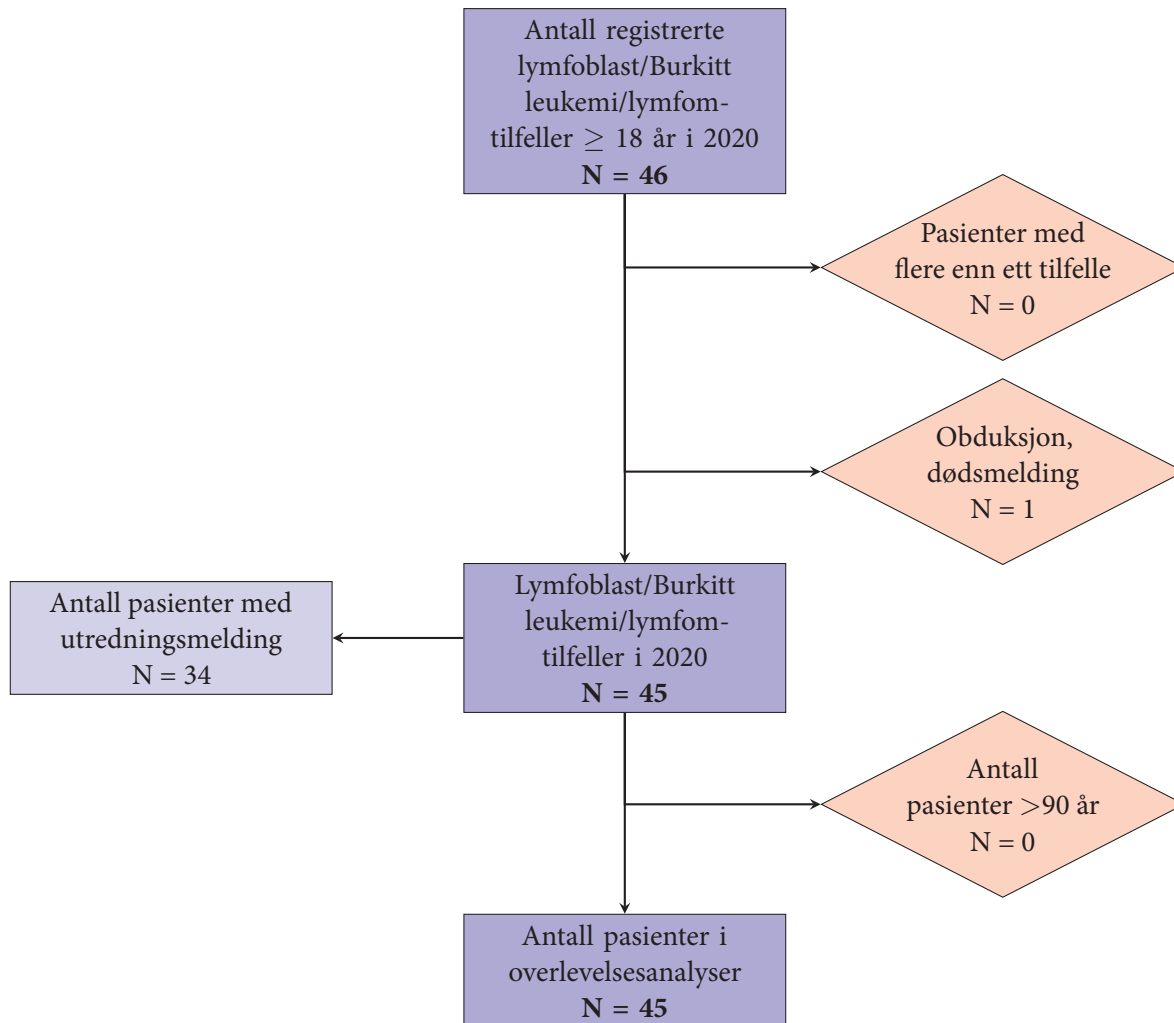 Antall registrerte
lymfoblast/Burkitt
leukemi/lymfom-
tilfeller ≥ 18 år i 2020
N = 46
Pasienter med
flere enn ett tilfelle
N = 0
Obduksjon,
dødsmelding
N = 1
Antall pasienter med
utredningsmelding
N = 34
Lymfoblast/Burkitt
leukemi/lymfom-
tilfeller i 2020
N = 45
Antall
pasienter >90 år
N = 0
Antall pasienter i
overlevelsesanalyser
N = 45